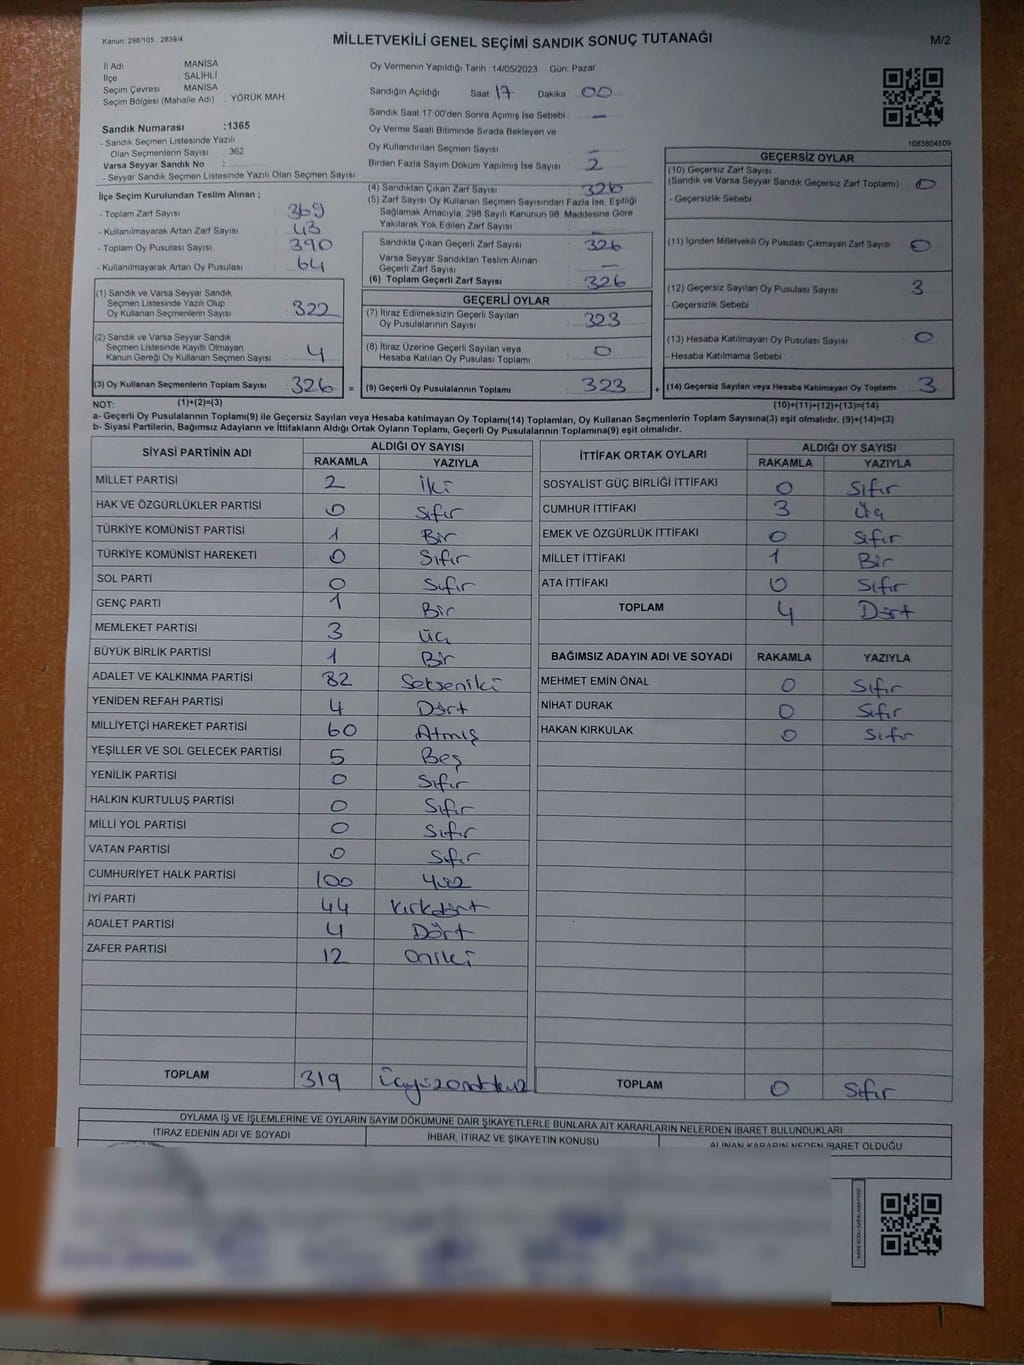 Kanun: 298/105 , 2839/4
MİLLETVEKİLİ GENEL SEÇİMİ SANDIK SONUÇ TUTANAĞI
M/2
İl Adı : MANİSA
İlçe : SALİHLİ
Seçim Çevresi : MANİSA
Seçim Bölgesi (Mahalle Adı) : YÖRÜK MAH.
Sandık Numarası :1365
- Sandık Seçmen Listesinde Yazılı
Olan Seçmenlerin Sayısı : 362
Varsa Seyyar Sandık No :
- Seyyar Sandık Seçmen Listesinde Yazılı Olan Seçmen Sayısı:
Oy Vermenin Yapıldığı Tarih : 14/05/2023 Gün: Pazar
Sandığın Açıldığı Saat 17 Dakika 00
Sandık Saat 17.00'den Sonra Açımış İse Sebebi : –
Oy Verme Saati Bitiminde Sırada Bekleyen ve
Oy Kullandırılan Seçmen Sayısı : –
Birden Fazla Sayım Döküm Yapılmış İse Sayısı : 2
1083804509
İlçe Seçim Kurulundan Teslim Alınan ;
- Toplam Zarf Sayısı : 369
- Kullanılmayarak Artan Zarf Sayısı : 43
- Toplam Oy Pusulası Sayısı : 390
- Kullanılmayarak Artan Oy Pusulası : 64
(1) Sandık ve Varsa Seyyar Sandık
Seçmen Listesinde Yazılı Olup
Oy Kullanan Seçmenlerin Sayısı : 322
(2) Sandık ve Varsa Seyyar Sandık
Seçmen Listesinde Kayıtlı Olmayan
Kanun Gereği Oy Kullanan Seçmen Sayısı : 4
(3) Oy Kullanan Seçmenlerin Toplam Sayısı : 326 =
(4) Sandıktan Çıkan Zarf Sayısı : 326
(5) Zarf Sayısı Oy Kullanan Seçmen Sayısından Fazla İse, Eşitliği
Sağlamak Amacıyla; 298 Sayılı Kanunun 98. Maddesine Göre
Yakılarak Yok Edilen Zarf Sayısı : –
Sandıkta Çıkan Geçerli Zarf Sayısı : 326
Varsa Seyyar Sandıktan Teslim Alınan
Geçerli Zarf Sayısı : –
(6) Toplam Geçerli Zarf Sayısı : 326
GEÇERLİ OYLAR
(7) İtiraz Edilmeksizin Geçerli Sayılan
Oy Pusulalarının Sayısı : 323
(8) İtiraz Üzerine Geçerli Sayılan veya
Hesaba Katılan Oy Pusulası Toplamı : 0
(9) Geçerli Oy Pusulalarının Toplamı : 323 +
GEÇERSİZ OYLAR
(10) Geçersiz Zarf Sayısı
(Sandık ve Varsa Seyyar Sandık Geçersiz Zarf Toplamı) : 0
- Geçersizlik Sebebi
(11) İçinden Milletvekili Oy Pusulası Çıkmayan Zarf Sayısı : 0
(12) Geçersiz Sayılan Oy Pusulası Sayısı : 3
- Geçersizlik Sebebi
(13) Hesaba Katılmayan Oy Pusulası Sayısı : 0
- Hesaba Katılmama Sebebi
(14) Geçersiz Sayılan veya Hesaba Katılmayan Oy Toplamı : 3
NOT: (1)+(2)=(3)
(10)+(11)+(12)+(13)=(14)
a- Geçerli Oy Pusulalarının Toplamı(9) ile Geçersiz Sayılan veya Hesaba katılmayan Oy Toplamı(14) Toplamları, Oy Kullanan Seçmenlerin Toplam Sayısına(3) eşit olmalıdır. (9)+(14)=(3)
b- Siyasi Partilerin, Bağımsız Adayların ve İttifakların Aldığı Ortak Oyların Toplamı, Geçerli Oy Pusulalarının Toplamına(9) eşit olmalıdır.
SİYASİ PARTİNİN ADI
ALDIĞI OY SAYISI
RAKAMLA YAZIYLA
MİLLET PARTİSİ 2 İki
HAK VE ÖZGÜRLÜKLER PARTİSİ 0 Sıfır
TÜRKİYE KOMÜNİST PARTİSİ 1 Bir
TÜRKİYE KOMÜNİST HAREKETİ 0 Sıfır
SOL PARTİ 0 Sıfır
GENÇ PARTİ 1 Bir
MEMLEKET PARTİSİ 3 Üç
BÜYÜK BİRLİK PARTİSİ 1 Bir
ADALET VE KALKINMA PARTİSİ 82 Sekseniki
YENİDEN REFAH PARTİSİ 4 Dört
MİLLİYETÇİ HAREKET PARTİSİ 60 Atmış
YEŞİLLER VE SOL GELECEK PARTİSİ 5 Beş
YENİLİK PARTİSİ 0 Sıfır
HALKIN KURTULUŞ PARTİSİ 0 Sıfır
MİLLİ YOL PARTİSİ 0 Sıfır
VATAN PARTİSİ 0 Sıfır
CUMHURİYET HALK PARTİSİ 100 Yüz
İYİ PARTİ 44 Kırkdört
ADALET PARTİSİ 4 Dört
ZAFER PARTİSİ 12 Oniki
TOPLAM 319 Üçyüzondokuz
İTTİFAK ORTAK OYLARI
ALDIĞI OY SAYISI
RAKAMLA YAZIYLA
SOSYALİST GÜÇ BİRLİĞİ İTTİFAKI 0 Sıfır
CUMHUR İTTİFAKI 3 Üç
EMEK VE ÖZGÜRLÜK İTTİFAKI 0 Sıfır
MİLLET İTTİFAKI 1 Bir
ATA İTTİFAKI 0 Sıfır
TOPLAM 4 Dört
BAĞIMSIZ ADAYIN ADI VE SOYADI RAKAMLA YAZIYLA
MEHMET EMİN ÖNAL 0 Sıfır
NİHAT DURAK 0 Sıfır
HAKAN KIRKULAK 0 Sıfır
TOPLAM 0 Sıfır
OYLAMA İŞ VE İŞLEMLERİNE VE OYLARIN SAYIM DÖKÜMÜNE DAİR ŞİKAYETLERLE BUNLARA AİT KARARLARIN NELERDEN İBARET BULUNDUKLARI
İTİRAZ EDENİN ADI VE SOYADI
İHBAR, İTİRAZ VE ŞİKAYETİN KONUSU
ALINAN KARARIN NEDEN İBARET OLDUĞU